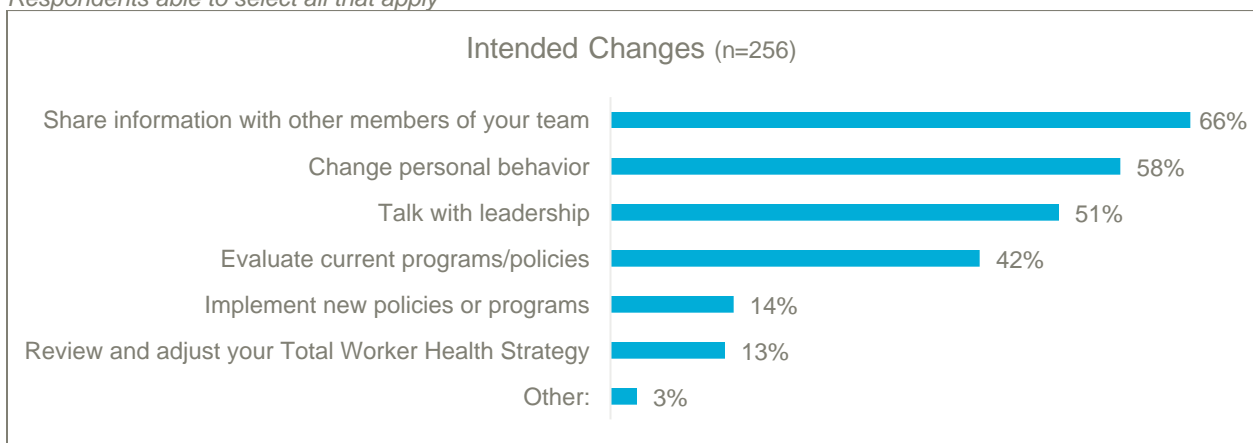 Respondents able to select all that apply
Intended Changes (n=256)
Share information with other members of your team 66%
Change personal behavior 58%
Talk with leadership 51%
Evaluate current programs/policies 42%
Implement new policies or programs 14%
Review and adjust your Total Worker Health Strategy 13%
Other: 3%